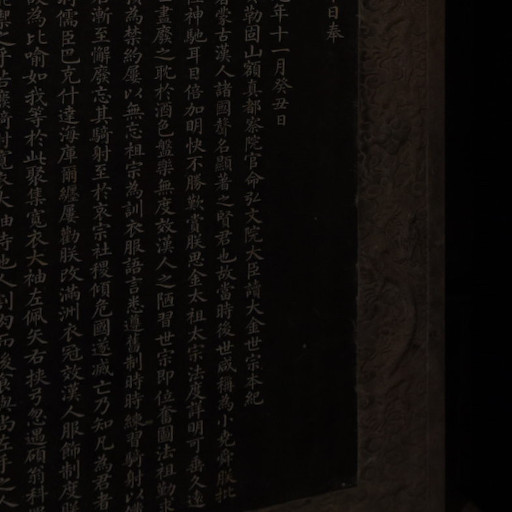 日奉
年十一月癸丑日
勒固山額真都察院官命弘文院大臣讀大金世宗本紀
蒙古漢人諸國聲名顯著之賢君也故當時後世咸稱為小堯舜朕批
往神馳耳目倍加明快不勝歎賞朕思金太祖太宗法度詳明可垂久遠
盡廢之耽於酒色盤樂無度效漢人之陋習世宗即位奮圖法祖勤求
為禁約屢以無忘祖宗為訓衣服語言悉遵舊制時時練習騎射以備
漸至懈廢忘其騎射至於哀宗社稷傾危國遂滅亡乃知凡為君者
時儒臣巴克什達海庫爾纏屢勸朕改滿洲衣冠效漢人服飾制度朕
故為比喻如我等於此聚集寬衣大袖左佩矢右挾弓忽遇碩翁科
廢騎射寬衣大袖待他人割肉而後食與尚左手之人